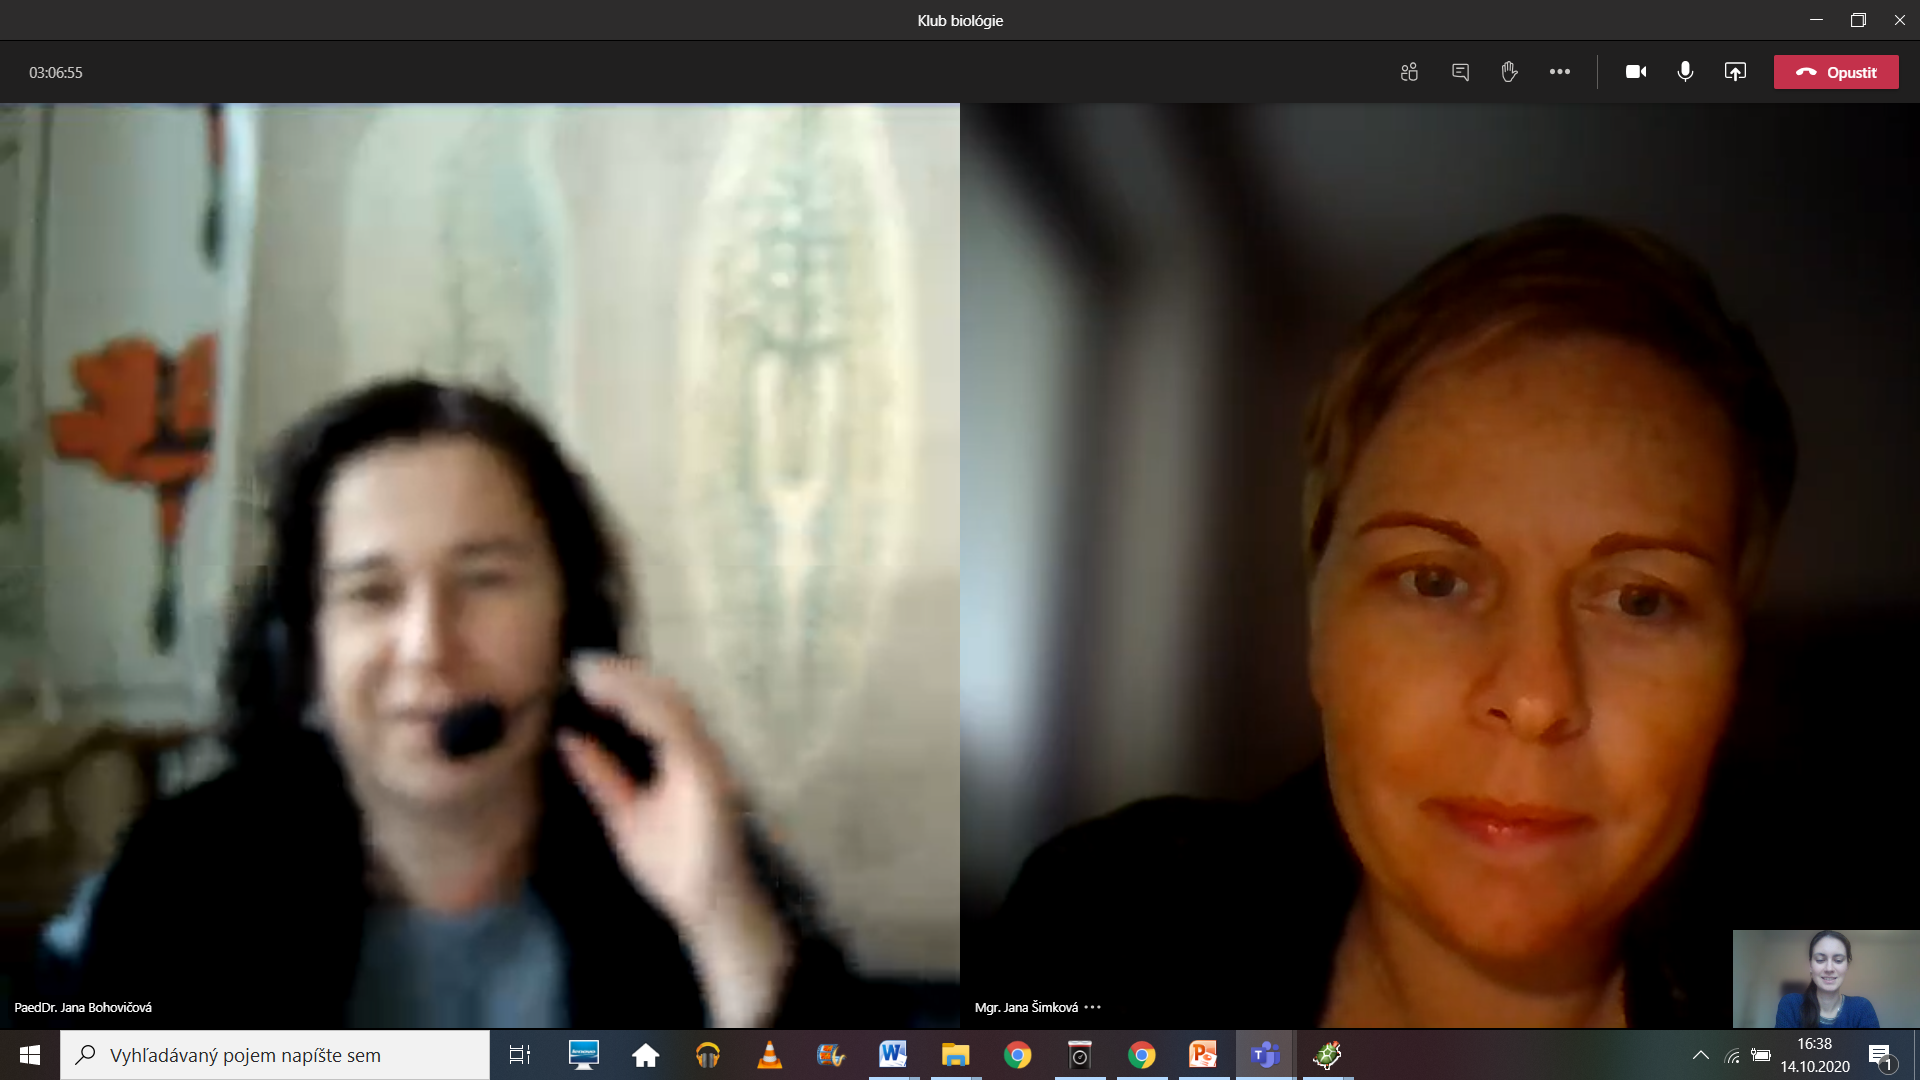 Klub biológie
03:06:55
Opustiť
PaedDr. Jana Bohovičová
Mgr. Jana Šimková
Vyhľadávaný pojem napíšte sem
16:38
14.10.2020
1